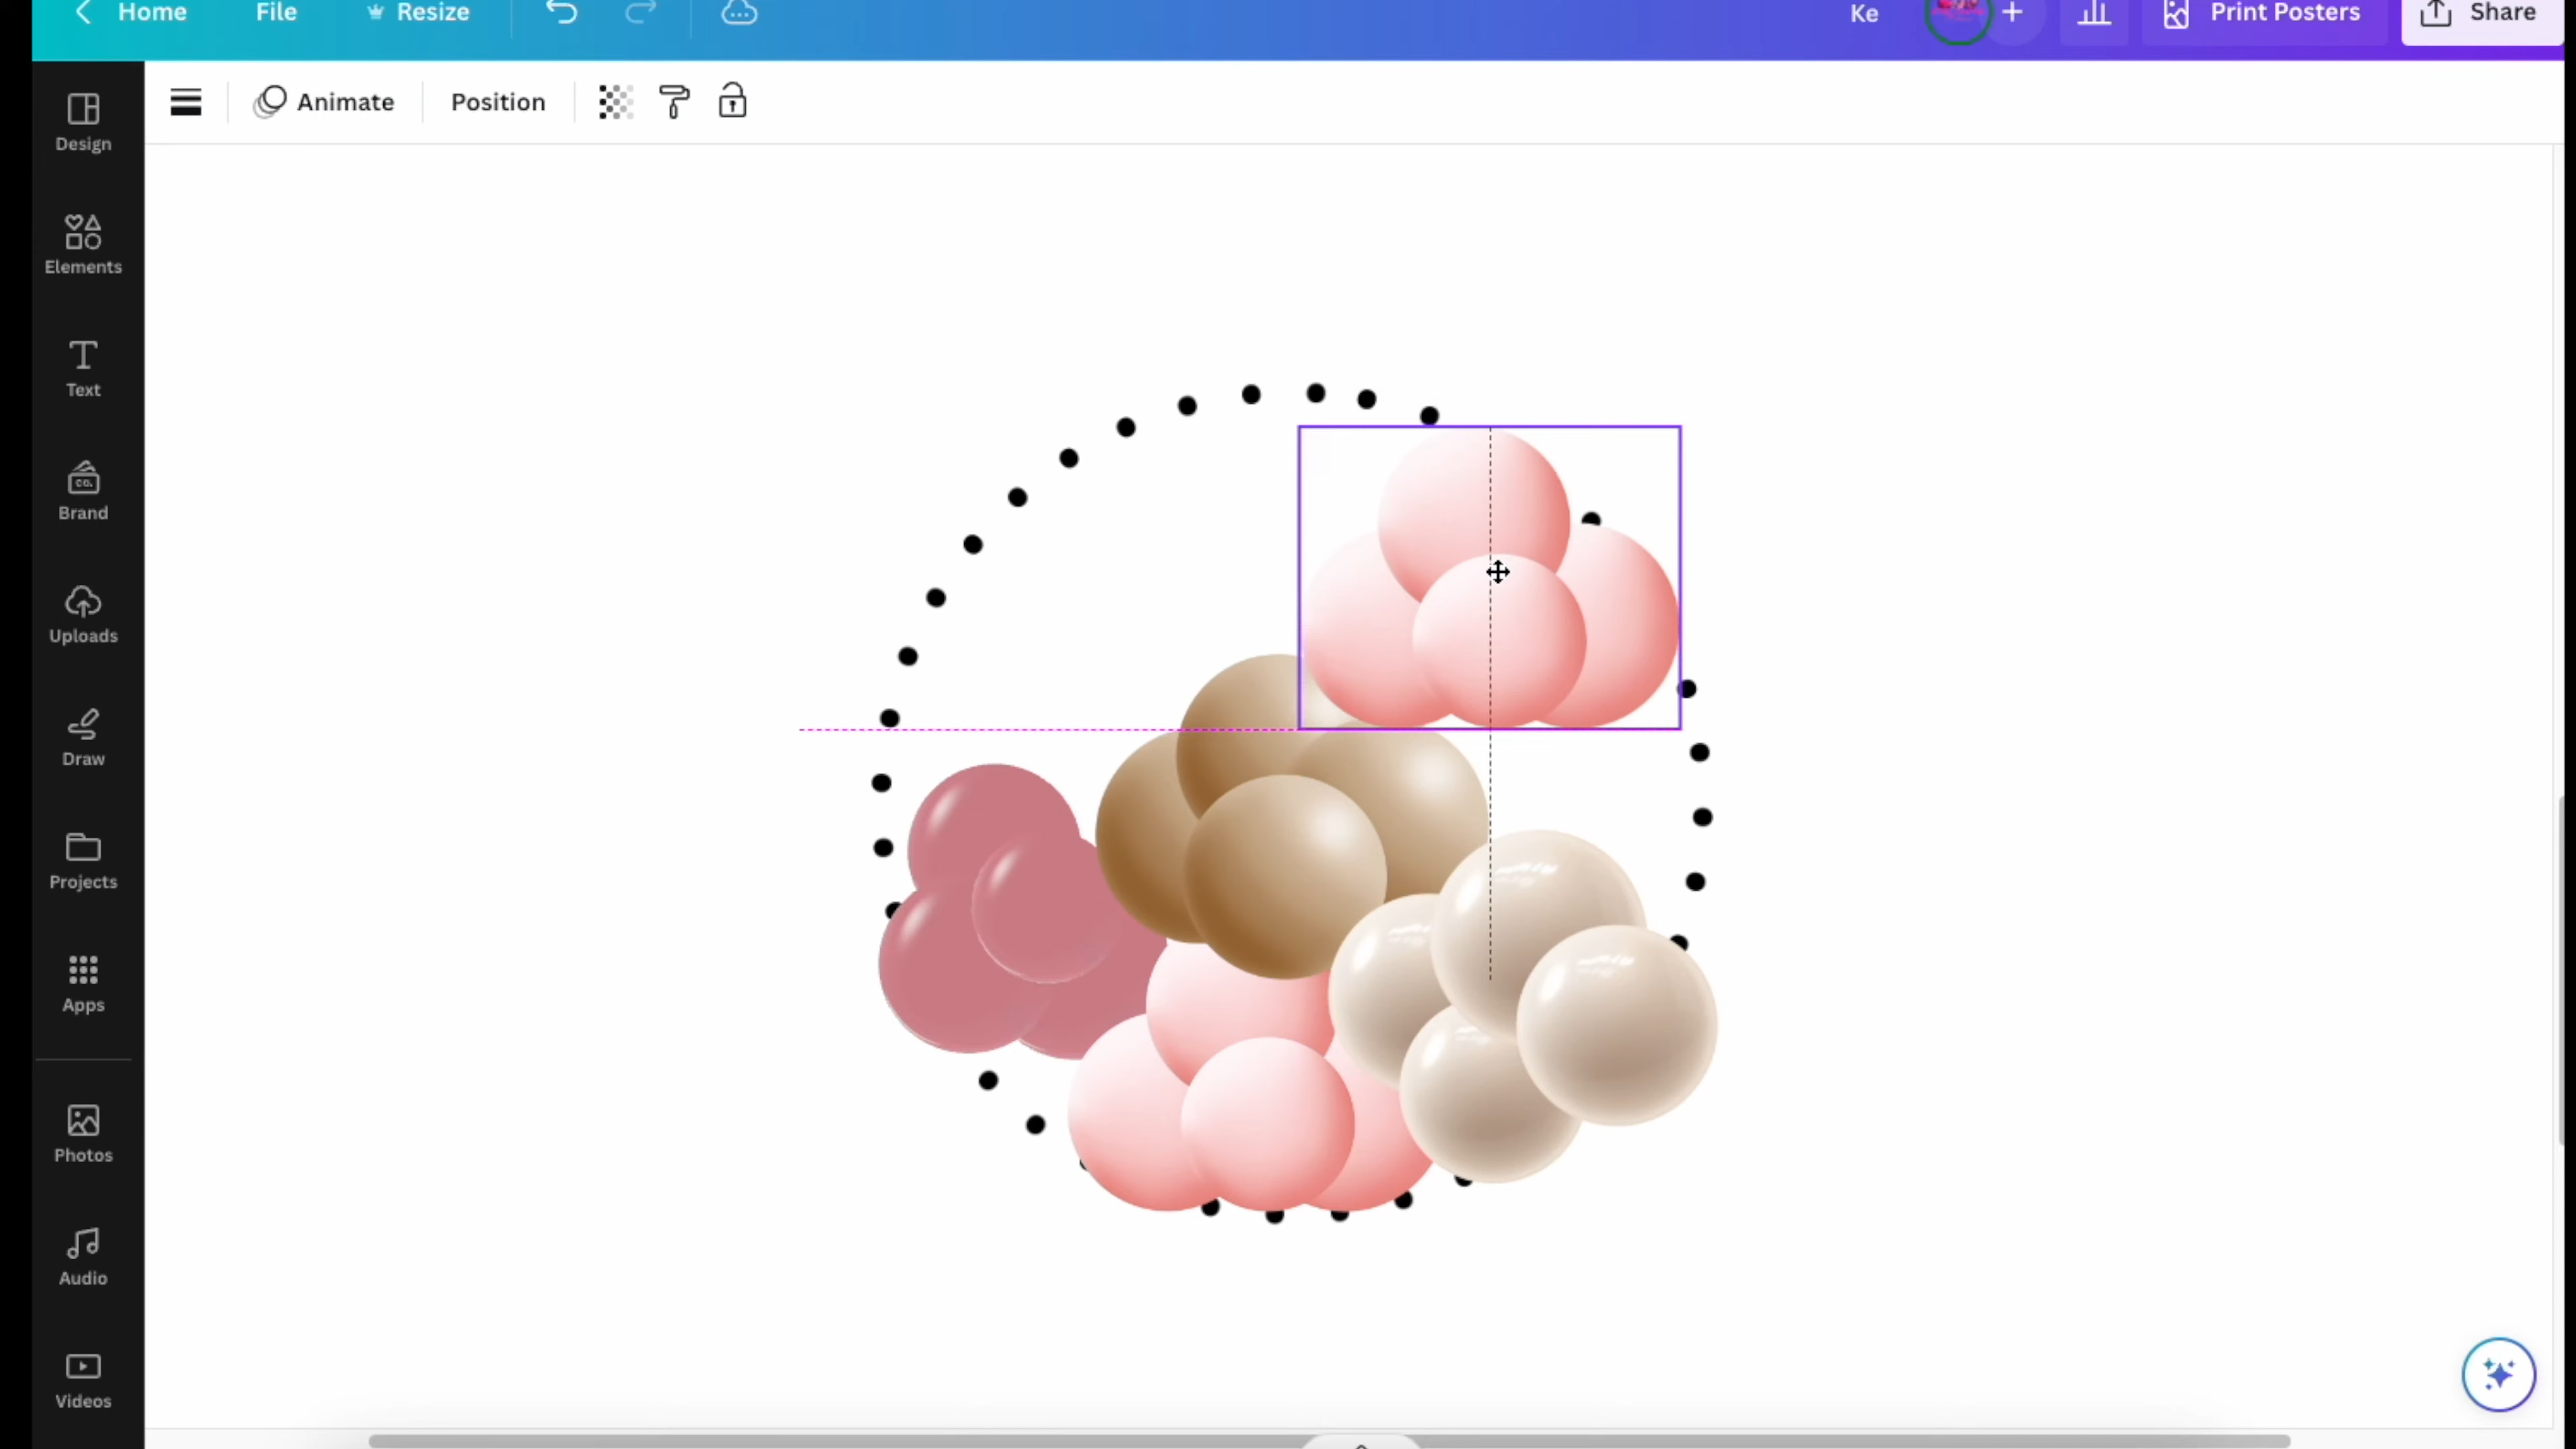 Home File Resize Ke + Print Posters Share
Animate Position
Design
Elements
Text
CO.
Brand
Uploads
Draw
Projects
Apps
Photos
Audio
Videos